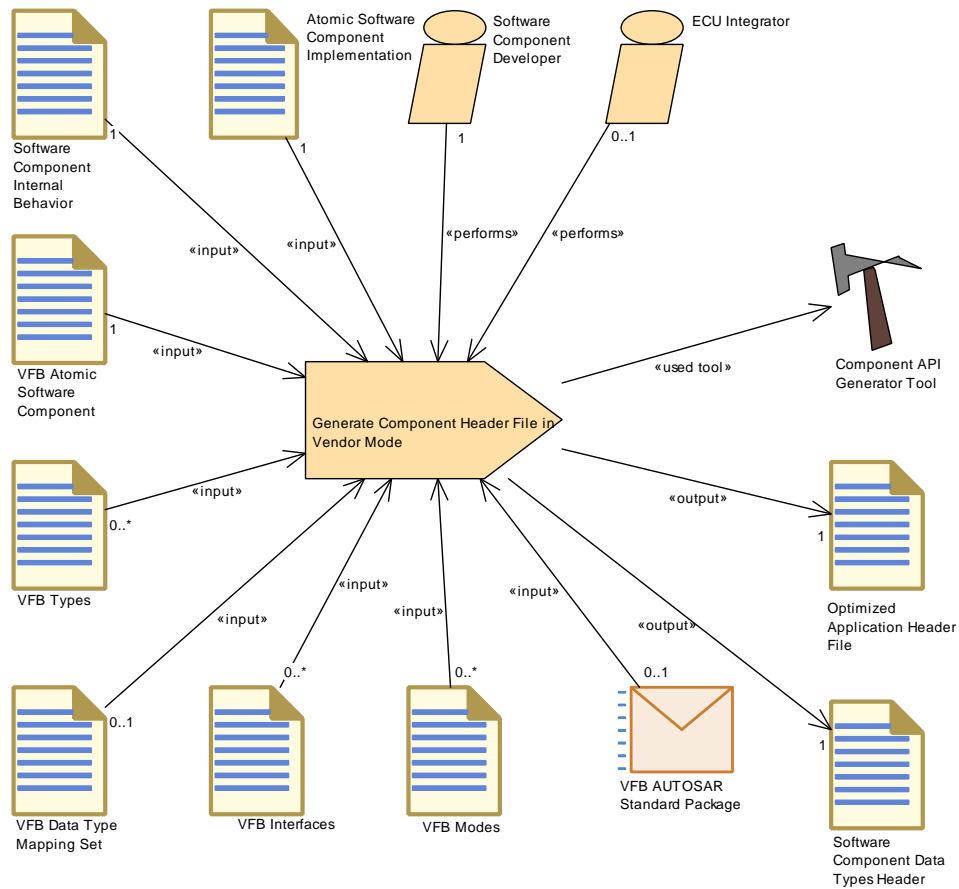 Atomic Software
Component
Implementation
Software
Component
Developer
ECU Integrator
1
1
1
0..1
Software
Component
Internal
Behavior
«input»
«input»
«performs»
«performs»
1
«input»
VFB Atomic
Software
Component
«used tool»
Component API
Generator Tool
Generate Component Header File in
Vendor Mode
«input»
0..*
VFB Types
«output»
1
Optimized
Application Header
File
«input»
«input»
«input»
«input»
«output»
0..1
0..*
0..*
0..1
1
VFB Data Type
Mapping Set
VFB Interfaces
VFB Modes
VFB AUTOSAR
Standard Package
Software
Component Data
Types Header